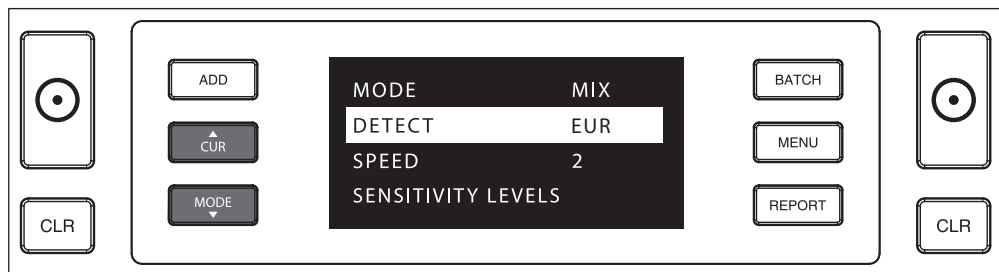 ADD
CUR
MODE
CLR
MODE MIX
DETECT EUR
SPEED 2
SENSITIVITY LEVELS
BATCH
MENU
REPORT
CLR